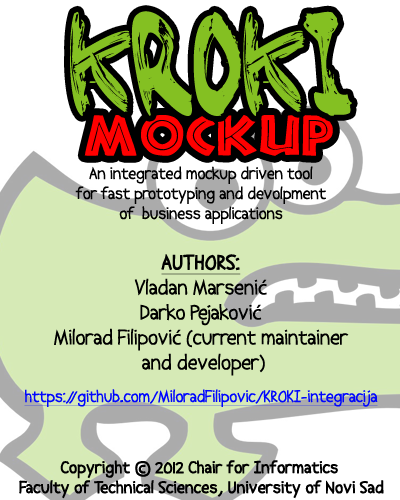 KROKI
MOCKUP
An integrated mockup driven tool
for fast prototyping and devolpment
of business applications
AUTHORS:
Vladan Marsenić
Darko Pejaković
Milorad Filipović (current maintainer
and developer)
https://github.com/MiloradFilipovic/KROKI-integracija
Copyright © 2012 Chair for Informatics
Faculty of Technical Sciences, University of Novi Sad